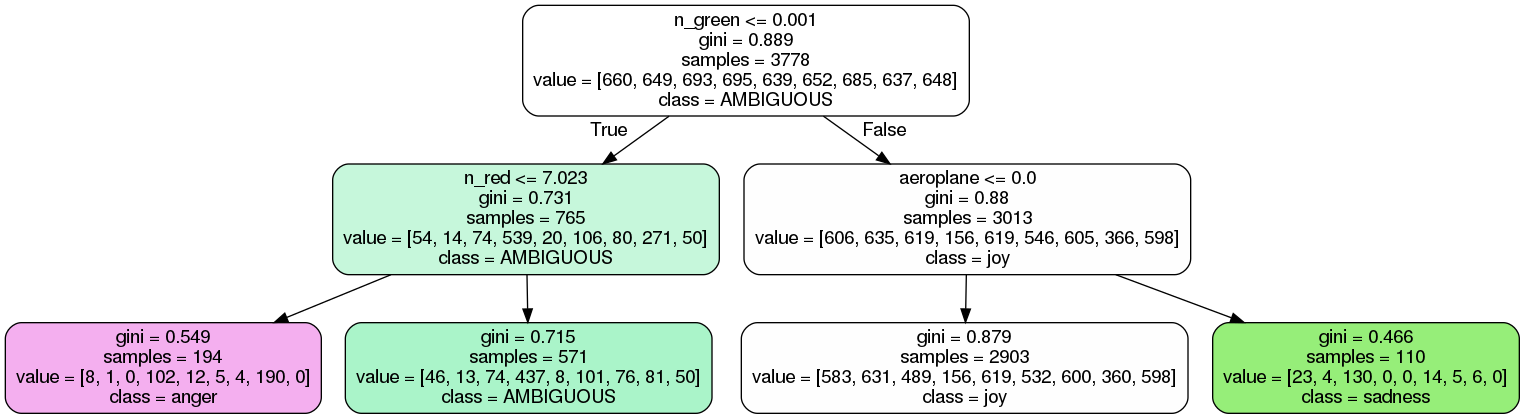 n_green <= 0.001
gini = 0.889
samples = 3778
value = [660, 649, 693, 695, 639, 652, 685, 637, 648]
class = AMBIGUOUS
True
False
n_red <= 7.023
gini = 0.731
samples = 765
value = [54, 14, 74, 539, 20, 106, 80, 271, 50]
class = AMBIGUOUS
aeroplane <= 0.0
gini = 0.88
samples = 3013
value = [606, 635, 619, 156, 619, 546, 605, 366, 598]
class = joy
gini = 0.549
samples = 194
value = [8, 1, 0, 102, 12, 5, 4, 190, 0]
class = anger
gini = 0.715
samples = 571
value = [46, 13, 74, 437, 8, 101, 76, 81, 50]
class = AMBIGUOUS
gini = 0.879
samples = 2903
value = [583, 631, 489, 156, 619, 532, 600, 360, 598]
class = joy
gini = 0.466
samples = 110
value = [23, 4, 130, 0, 0, 14, 5, 6, 0]
class = sadness